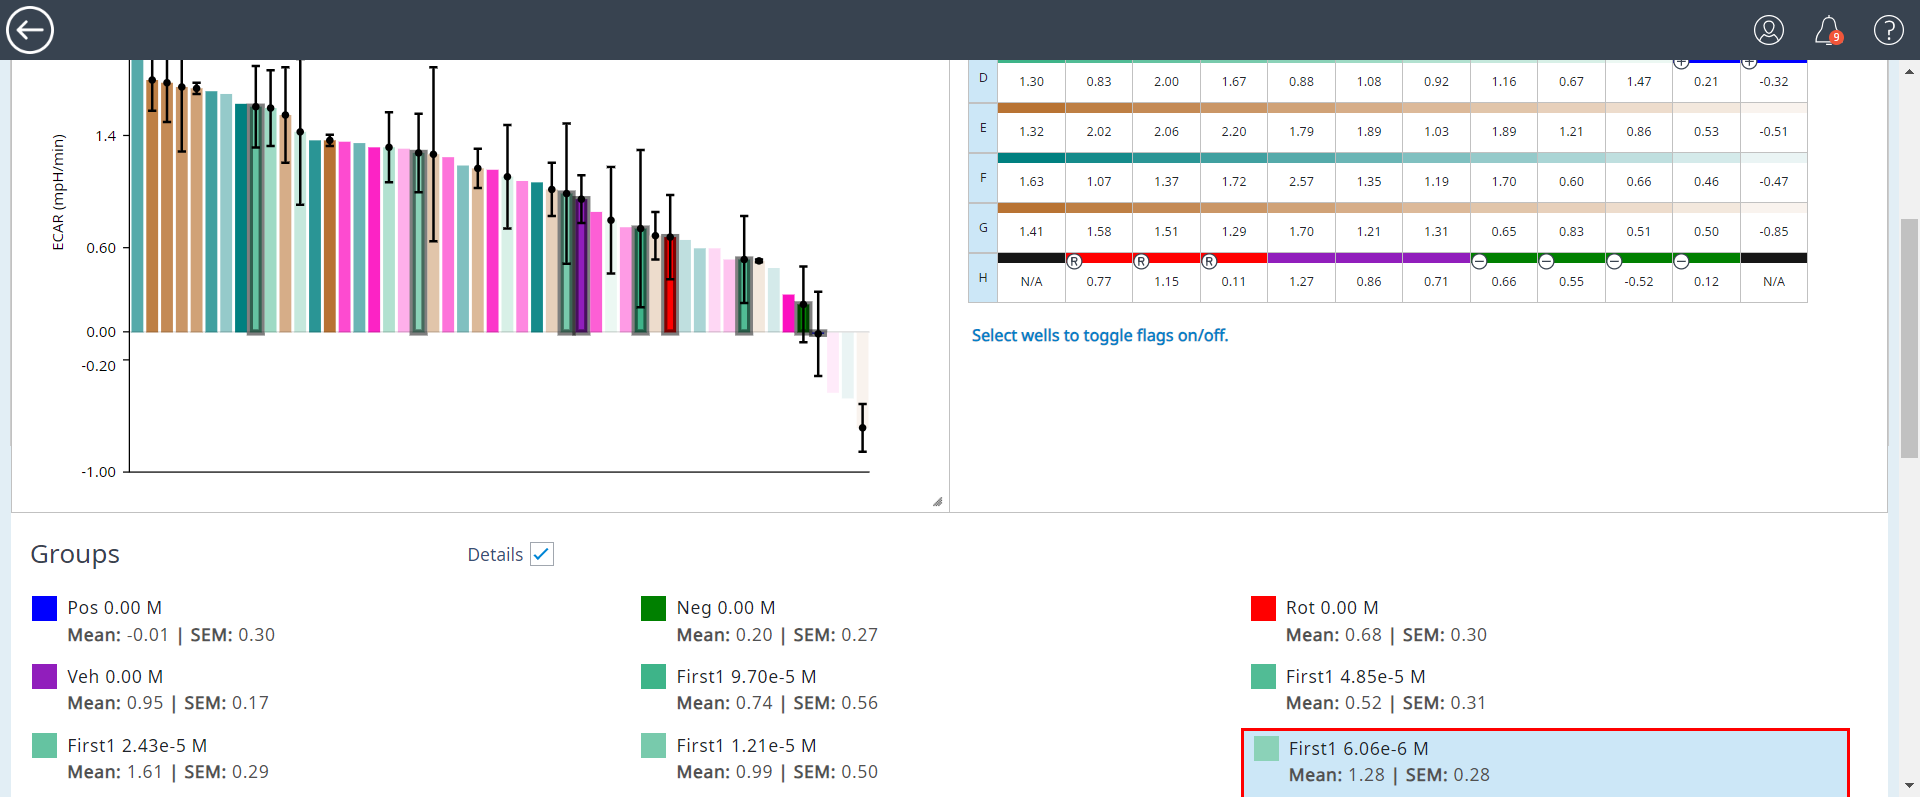 9
1.4
0.60
0.00
-0.20
-1.00
ECAR (mpH/min)
D 1.30 0.83 2.00 1.67 0.88 1.08 0.92 1.16 0.67 1.47 0.21 -0.32
E 1.32 2.02 2.06 2.20 1.79 1.89 1.03 1.89 1.21 0.86 0.53 -0.51
F 1.63 1.07 1.37 1.72 2.57 1.35 1.19 1.70 0.60 0.66 0.46 -0.47
G 1.41 1.58 1.51 1.29 1.70 1.21 1.31 0.65 0.83 0.51 0.50 -0.85
R R R
H N/A 0.77 1.15 0.11 1.27 0.86 0.71 0.66 0.55 -0.52 0.12 N/A
Select wells to toggle flags on/off.
Groups Details
Pos 0.00 M
Mean: -0.01 | SEM: 0.30
Neg 0.00 M
Mean: 0.20 | SEM: 0.27
Rot 0.00 M
Mean: 0.68 | SEM: 0.30
Veh 0.00 M
Mean: 0.95 | SEM: 0.17
First1 9.70e-5 M
Mean: 0.74 | SEM: 0.56
First1 4.85e-5 M
Mean: 0.52 | SEM: 0.31
First1 2.43e-5 M
Mean: 1.61 | SEM: 0.29
First1 1.21e-5 M
Mean: 0.99 | SEM: 0.50
First1 6.06e-6 M
Mean: 1.28 | SEM: 0.28